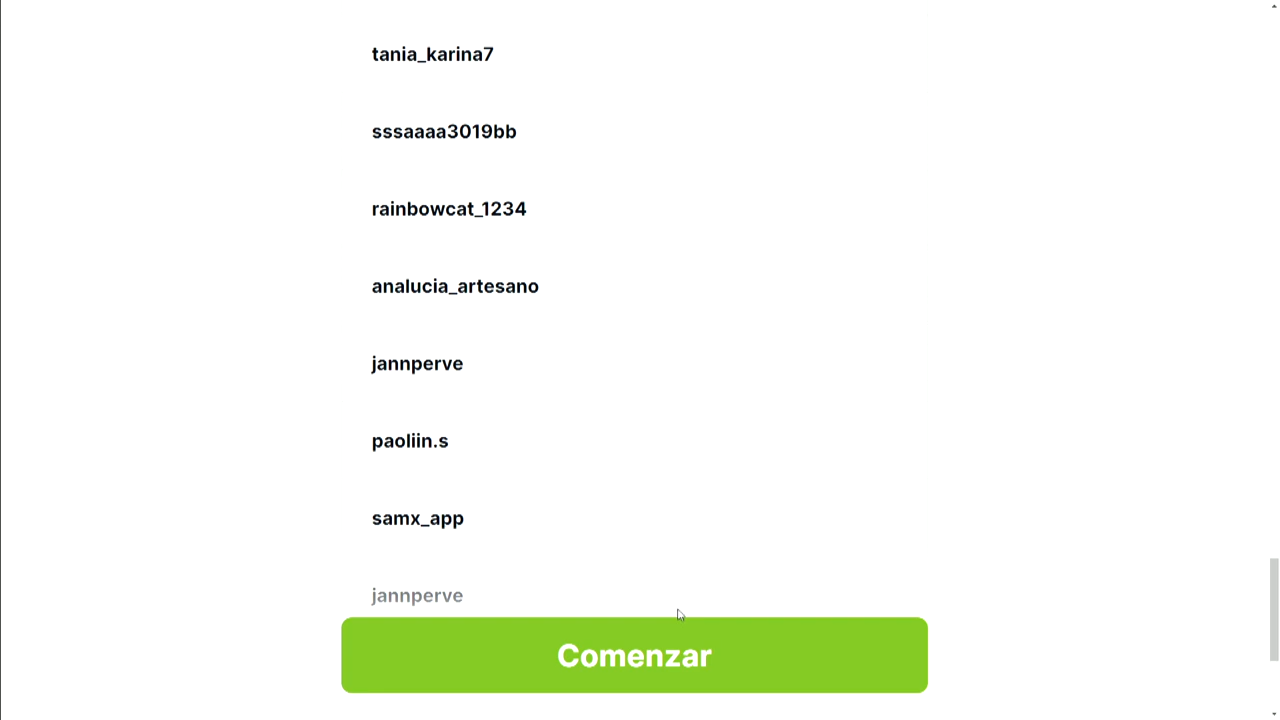 tania_karina7
sssaaaa3019bb
rainbowcat_1234
analucia_artesano
jannperve
paoliin.s
samx_app
jannperve
Comenzar